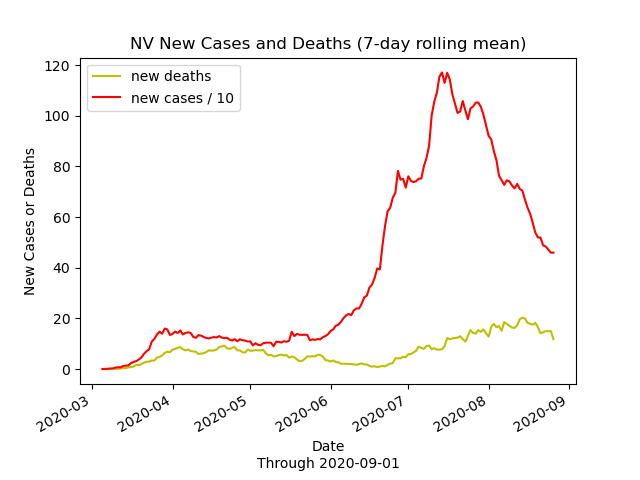 NV New Cases and Deaths (7-day rolling mean)
new deaths
new cases / 10
120
100
80
60
40
20
0
New Cases or Deaths
2020-03
2020-04
2020-05
2020-06
2020-07
2020-08
2020-09
Date
Through 2020-09-01